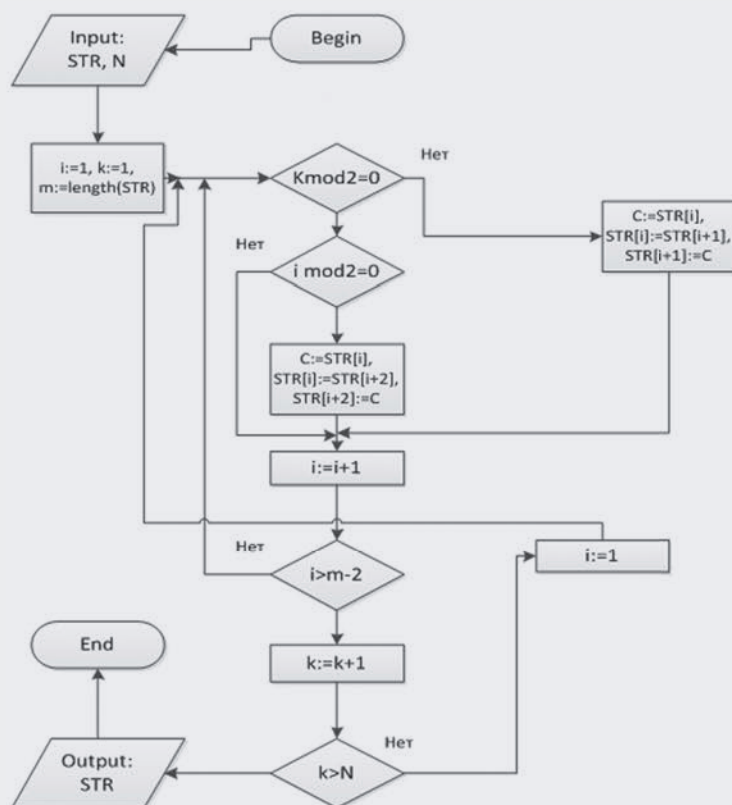 Begin
Input:
STR, N
i:=1, k:=1,
m:=length(STR)
Kmod2=0
Нет
C:=STR[i],
STR[i]:=STR[i+1],
STR[i+1]:=C
Нет
i mod2=0
C:=STR[i],
STR[i]:=STR[i+2],
STR[i+2]:=C
i:=i+1
Нет
i>m-2
i:=1
End
k:=k+1
Нет
k>N
Output:
STR